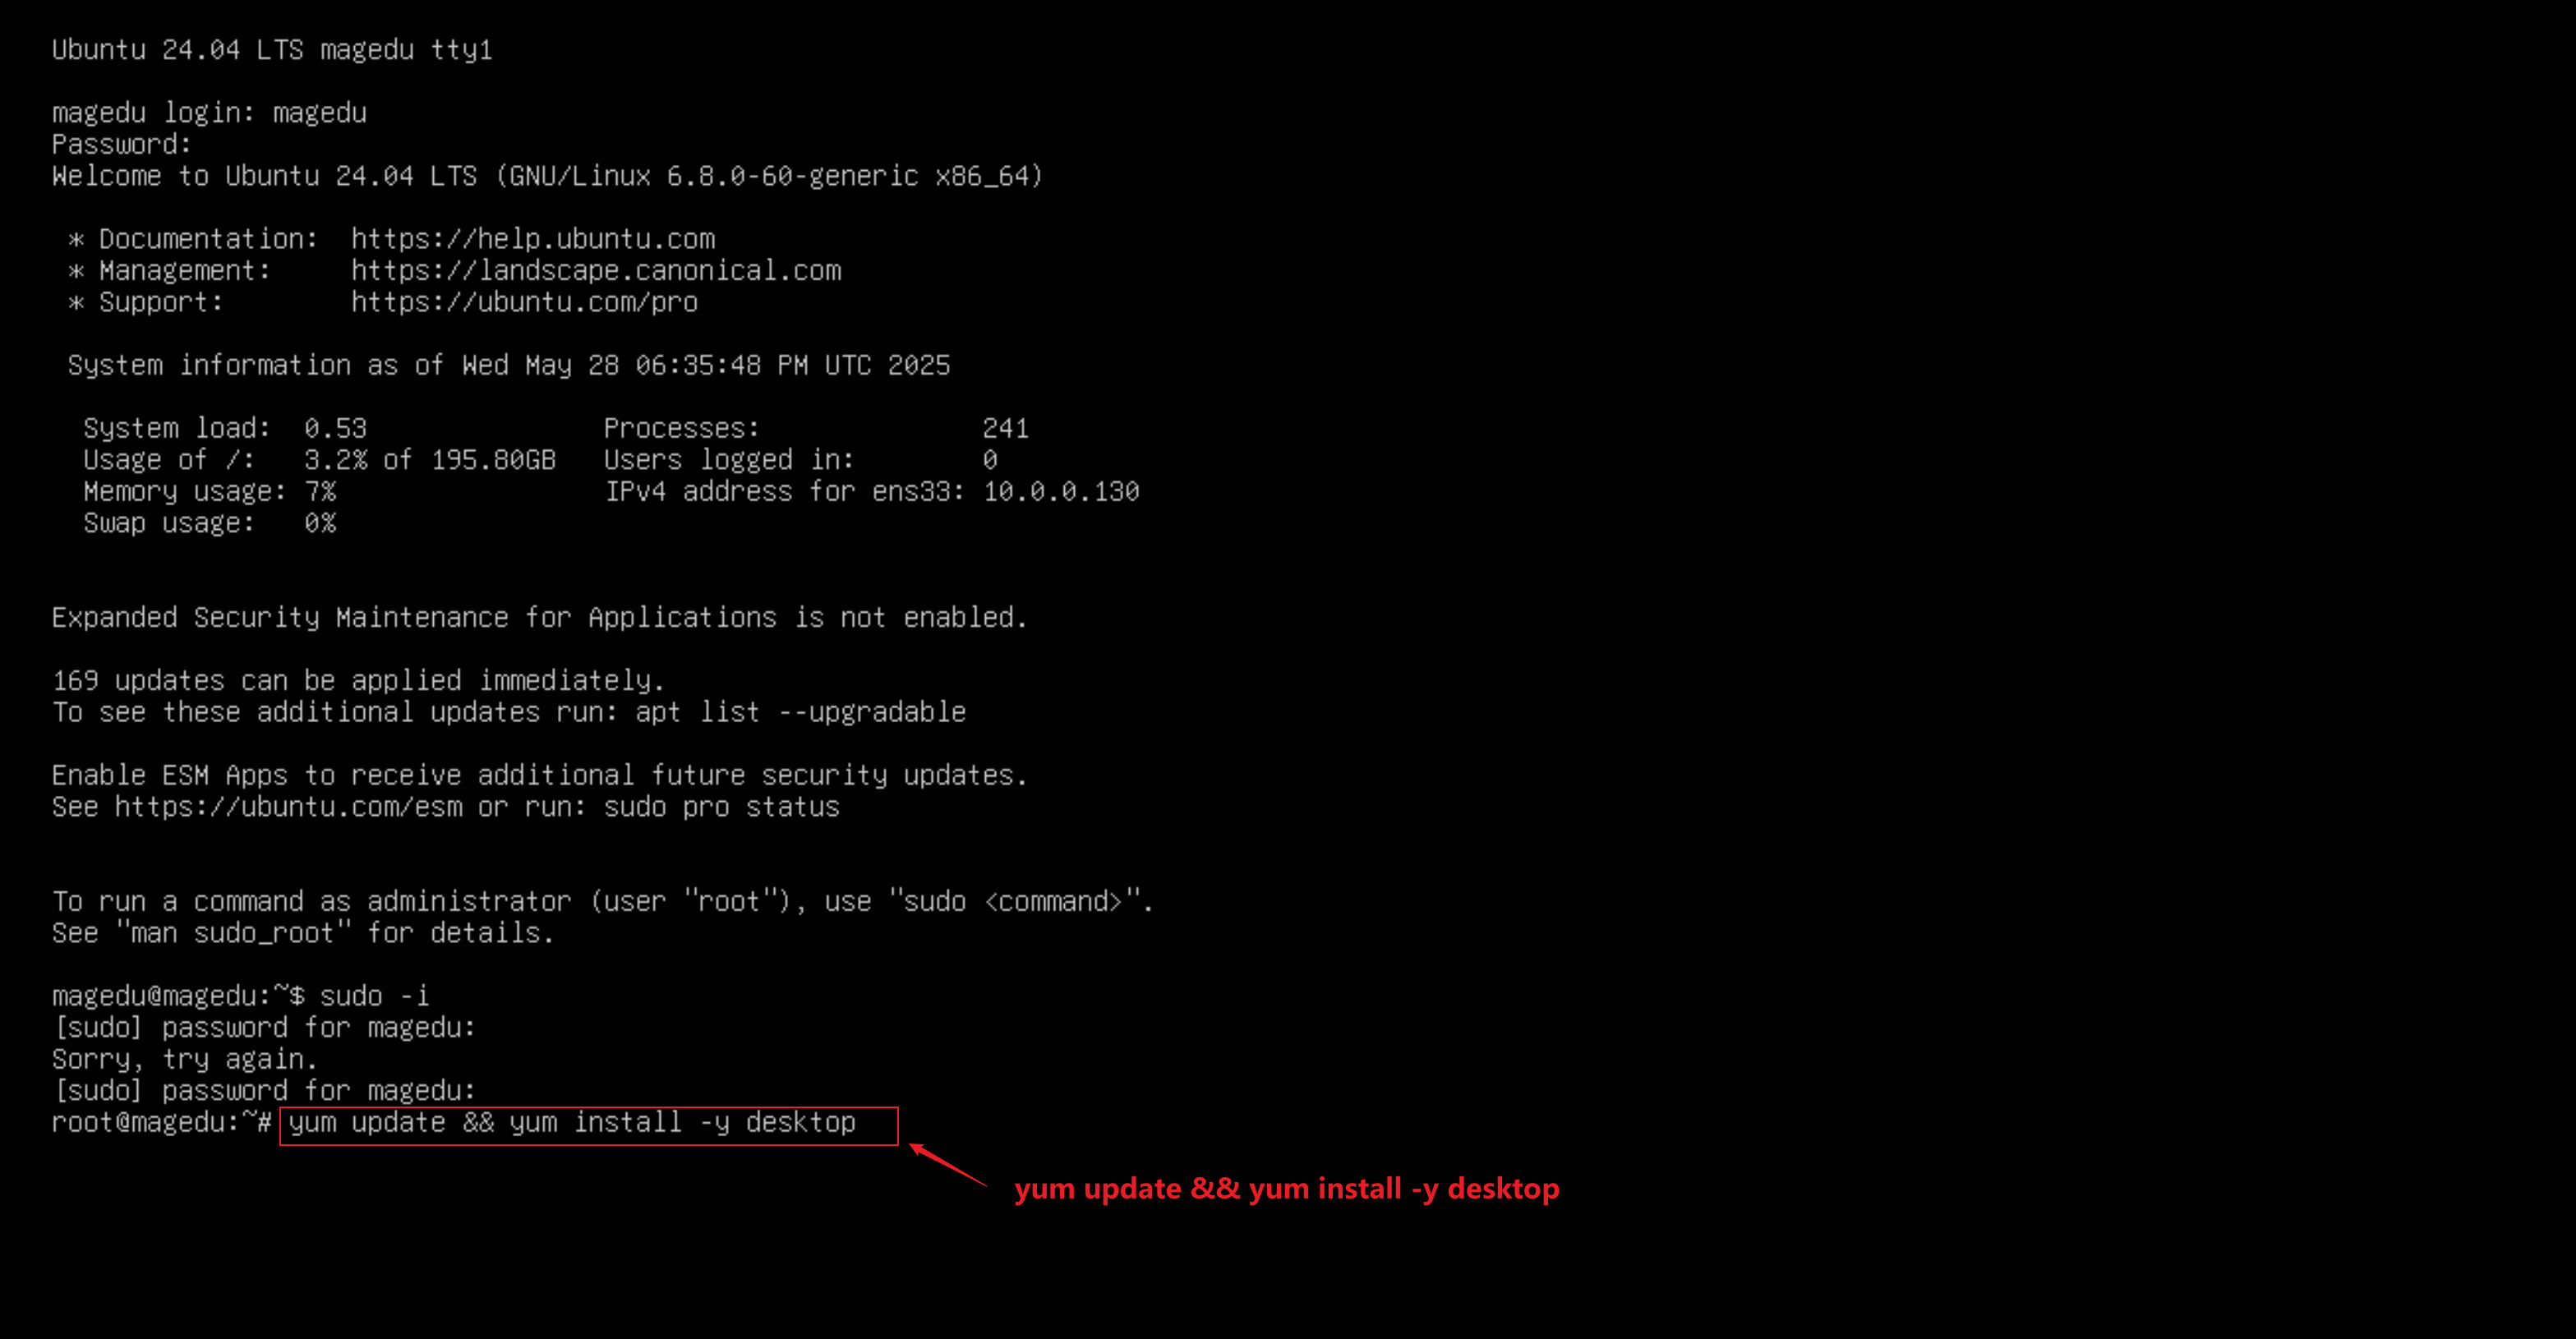 Ubuntu 24.04 LTS magedu tty1
magedu login: magedu
Password:
Welcome to Ubuntu 24.04 LTS (GNU/Linux 6.8.0-60-generic x86_64)
* Documentation:  https://help.ubuntu.com
* Management:     https://landscape.canonical.com
* Support:        https://ubuntu.com/pro
System information as of Wed May 28 06:35:48 PM UTC 2025
System load:  0.53               Processes:              241
Usage of /:   3.2% of 195.80GB   Users logged in:        0
Memory usage: 7%                 IPv4 address for ens33: 10.0.0.130
Swap usage:   0%
Expanded Security Maintenance for Applications is not enabled.
169 updates can be applied immediately.
To see these additional updates run: apt list --upgradable
Enable ESM Apps to receive additional future security updates.
See https://ubuntu.com/esm or run: sudo pro status
To run a command as administrator (user "root"), use "sudo <command>".
See "man sudo_root" for details.
magedu@magedu:~$ sudo -i
[sudo] password for magedu:
Sorry, try again.
[sudo] password for magedu:
root@magedu:~# yum update && yum install -y desktop
yum update && yum install -y desktop